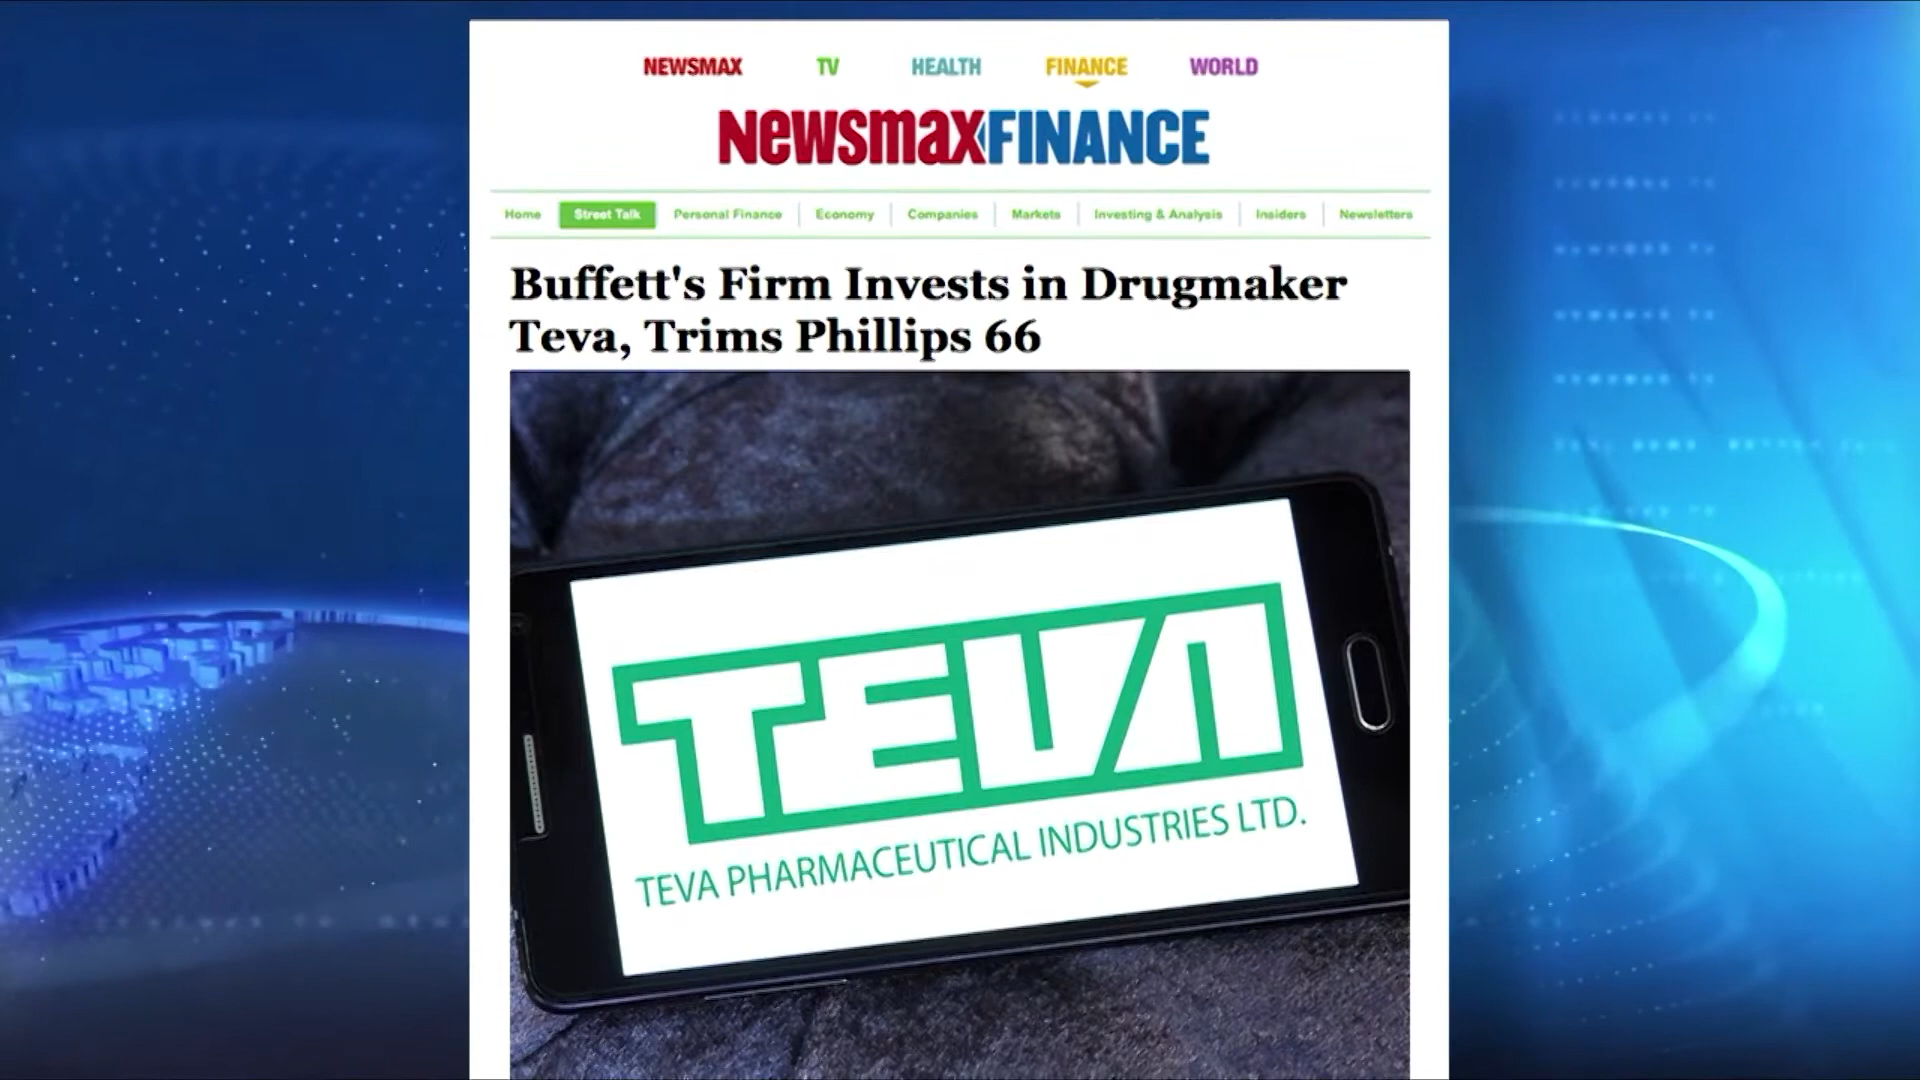 NEWSMAX TV HEALTH FINANCE WORLD
NewsmaxFINANCE
Home Street Talk Personal Finance Economy Companies Markets Investing & Analysis Insiders Newsletters
Buffett's Firm Invests in Drugmaker
Teva, Trims Phillips 66
TEVA
TEVA PHARMACEUTICAL INDUSTRIES LTD.